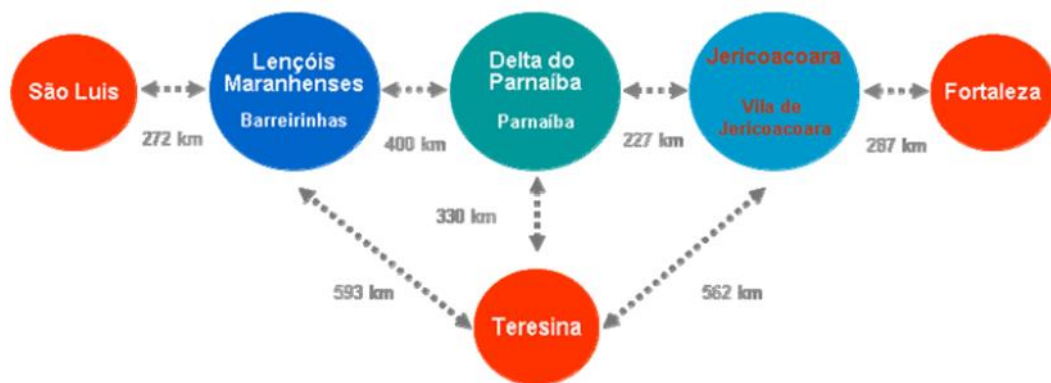 São Luis
272 km
Lençóis
Maranhenses
Barreirinhas
400 km
Delta do
Parnaíba
Parnaíba
227 km
Jericoacoara
Vila de
Jericoacoara
287 km
Fortaleza
330 km
593 km
562 km
Teresina